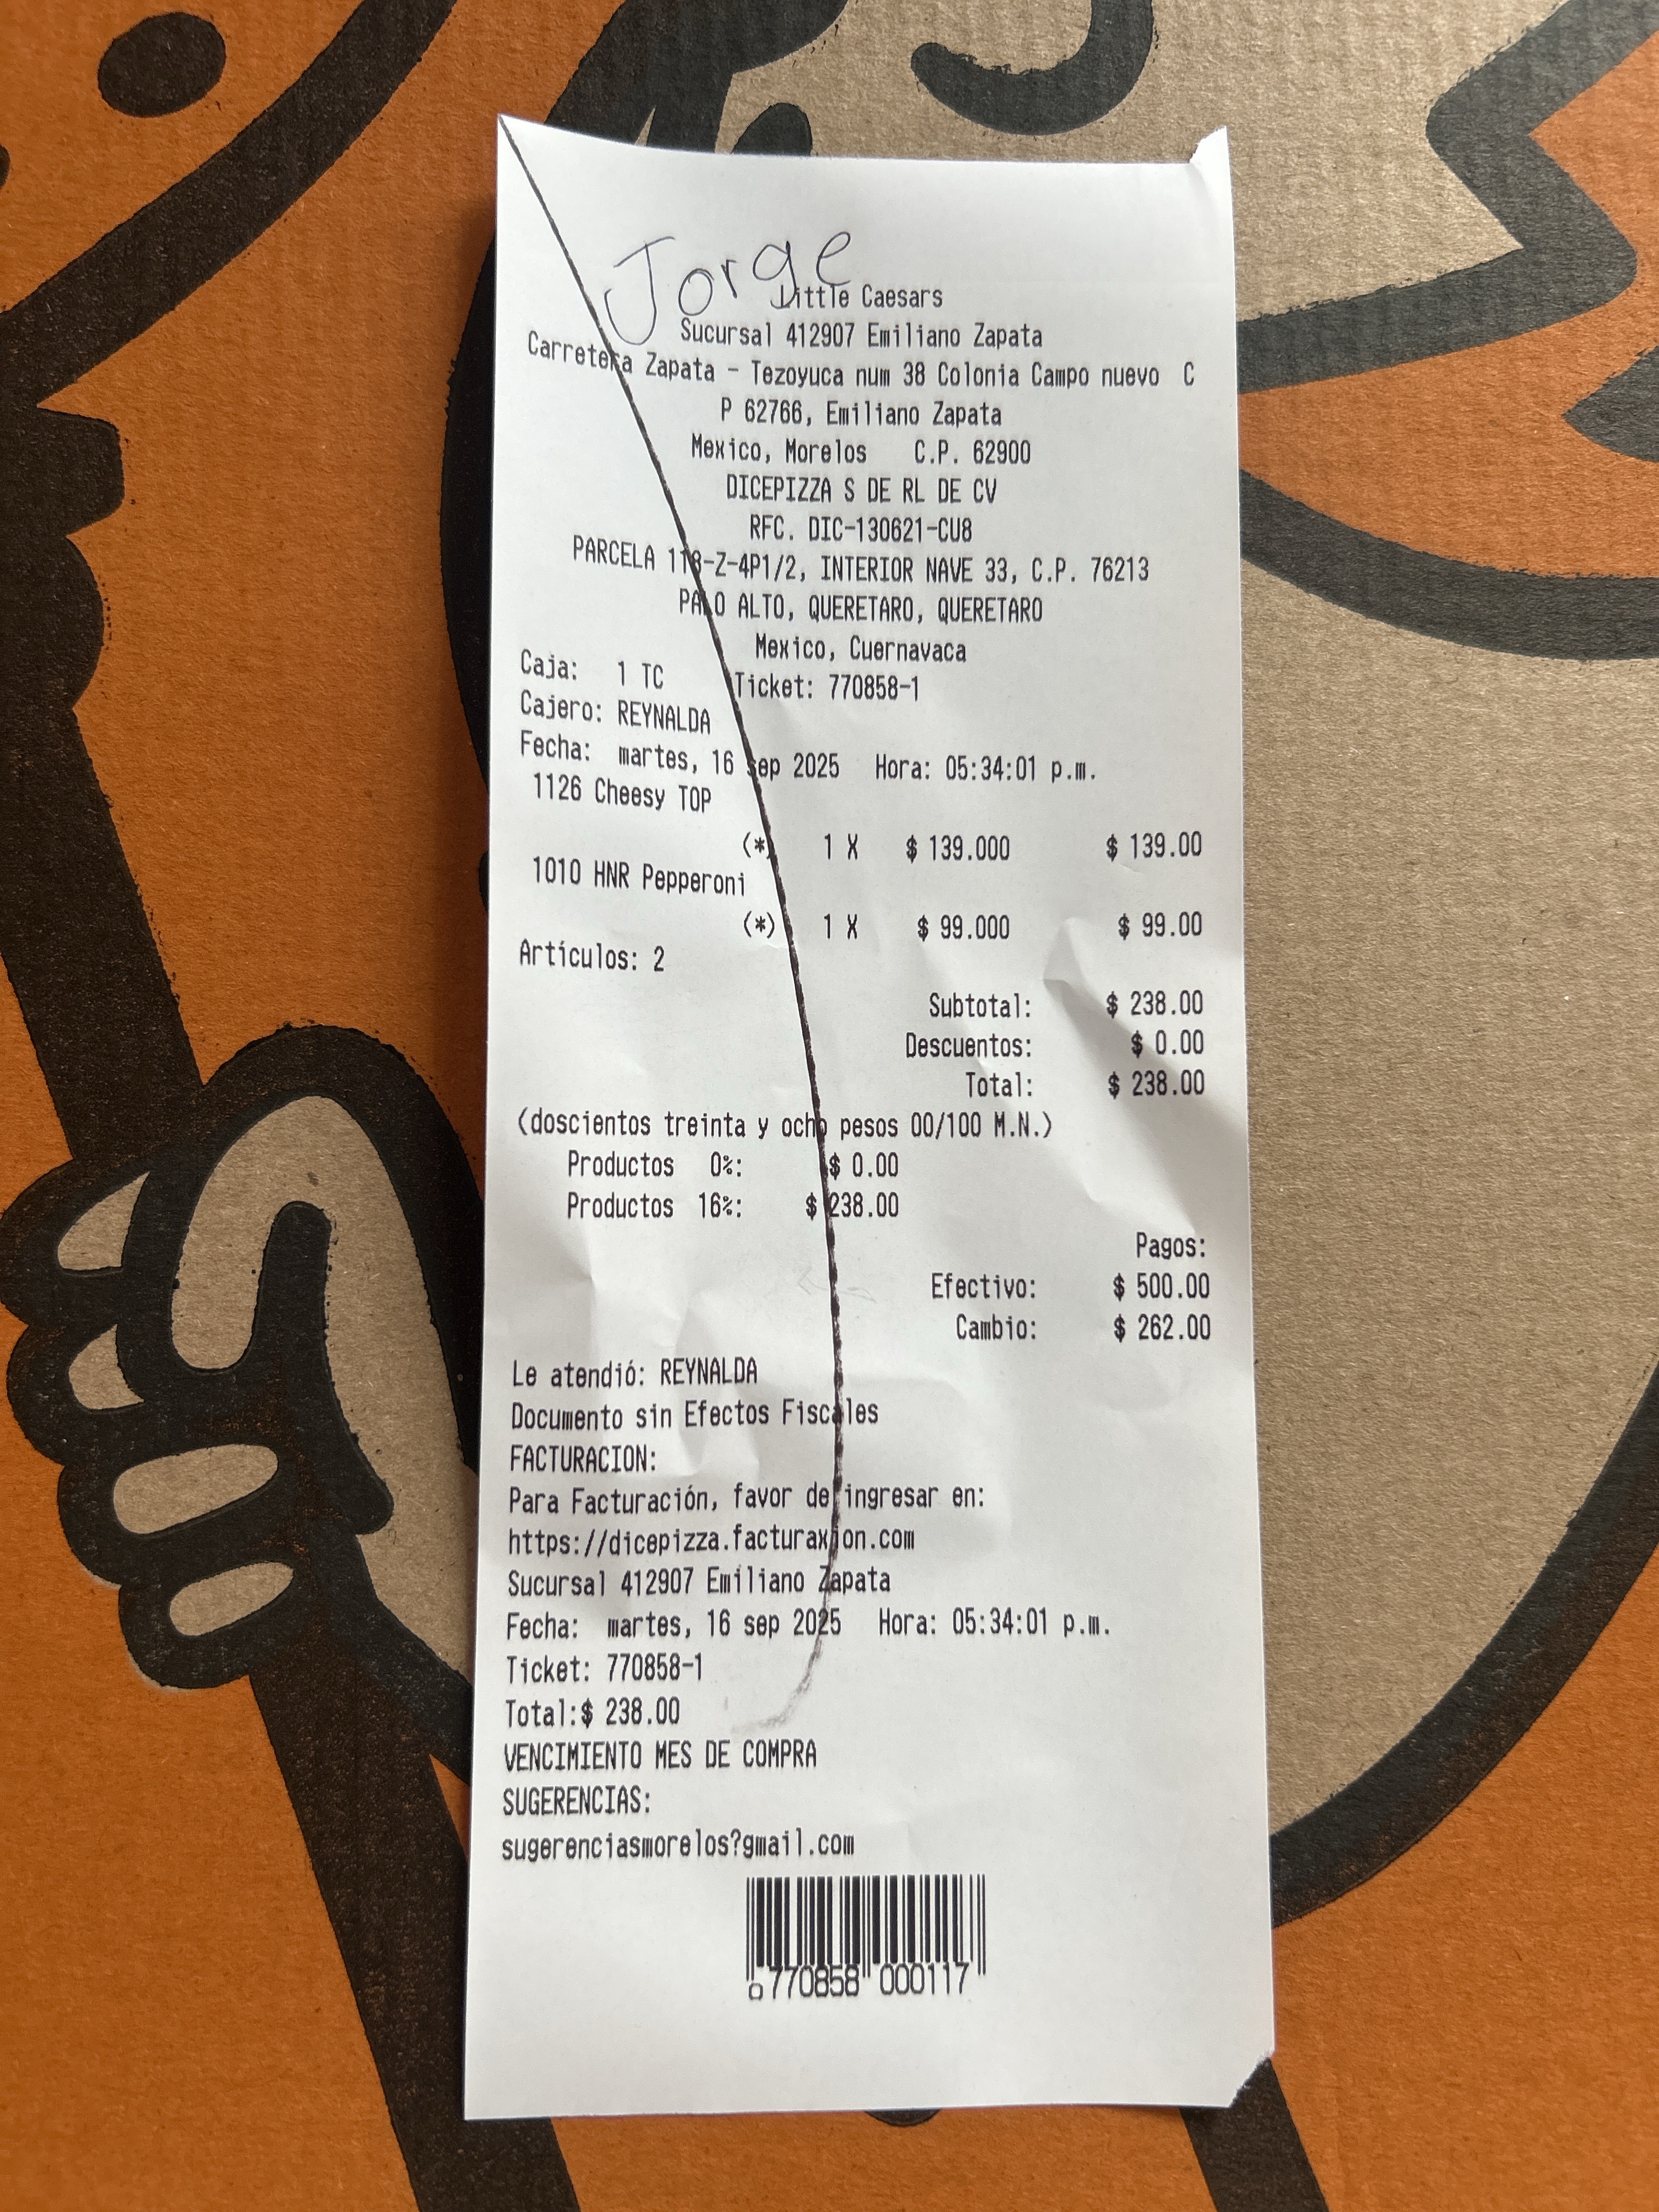 Jorge
Little Caesars
Sucursal 412907 Emiliano Zapata
Carretera Zapata - Tezoyuca num 38 Colonia Campo nuevo C
P 62766, Emiliano Zapata
Mexico, Morelos C.P. 62900
DICEPIZZA S DE RL DE CV
RFC. DIC-130621-CU8
PARCELA 118-Z-4P1/2, INTERIOR NAVE 33, C.P. 76213
PALO ALTO, QUERETARO, QUERETARO
Mexico, Cuernavaca
Caja: 1 TC Ticket: 770858-1
Cajero: REYNALDA
Fecha: martes, 16 sep 2025 Hora: 05:34:01 p.m.
1126 Cheesy TOP
(*) 1 X $ 139.000 $ 139.00
1010 HNR Pepperoni
(*) 1 X $ 99.000 $ 99.00
Artículos: 2
Subtotal: $ 238.00
Descuentos: $ 0.00
Total: $ 238.00
(doscientos treinta y ocho pesos 00/100 M.N.)
Productos 0%: $ 0.00
Productos 16%: $ 238.00
Pagos:
Efectivo: $ 500.00
Cambio: $ 262.00
Le atendió: REYNALDA
Documento sin Efectos Fiscales
FACTURACION:
Para Facturación, favor de ingresar en:
https://dicepizza.facturaxion.com
Sucursal 412907 Emiliano Zapata
Fecha: martes, 16 sep 2025 Hora: 05:34:01 p.m.
Ticket: 770858-1
Total:$ 238.00
VENCIMIENTO MES DE COMPRA
SUGERENCIAS:
sugerenciasmorelos?gmail.com
0 770858 000117